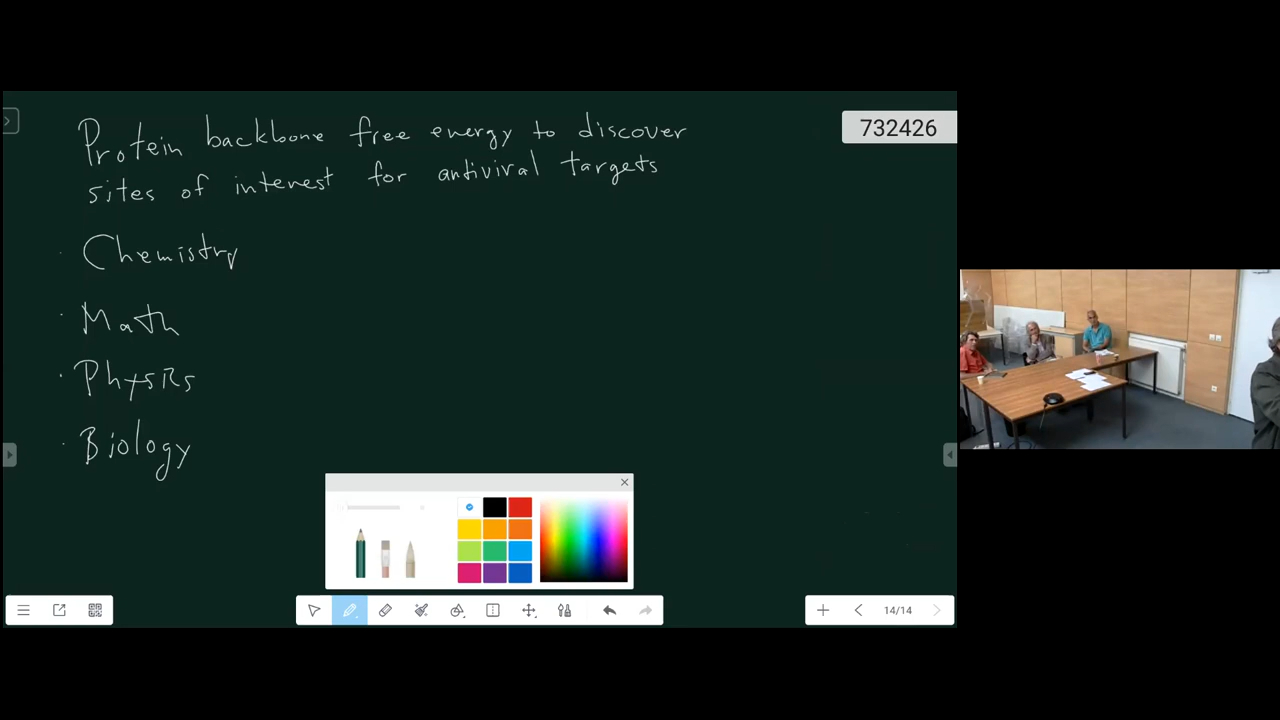 Protein backbone free energy to discover
sites of interest for antiviral targets
732426
· Chemistry
· Math
· Physics
· Biology
14/14